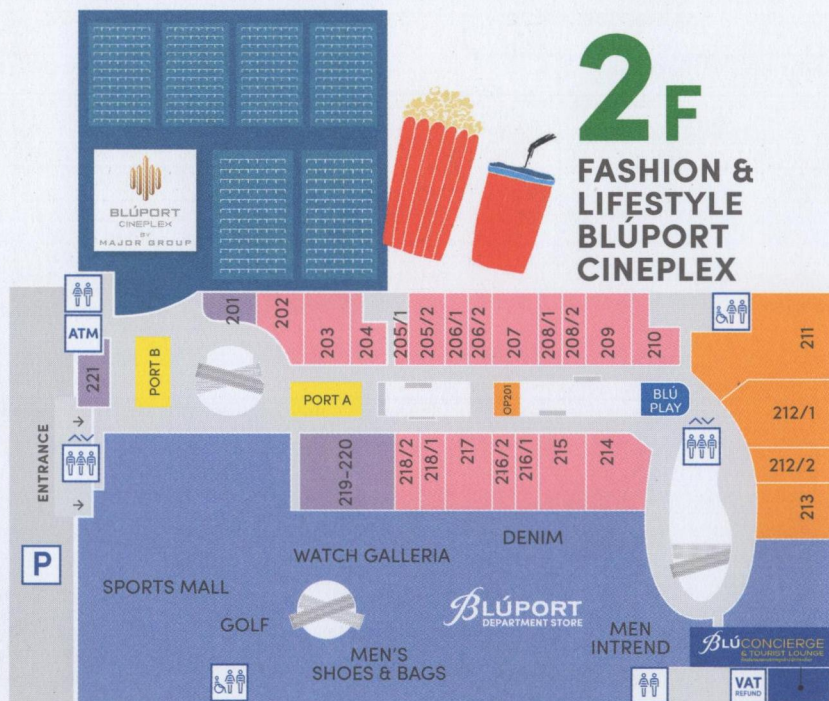 2F
FASHION &
LIFESTYLE
BLÚPORT
CINEPLEX
BLÚPORT
CINEPLEX
BY
MAJOR GROUP
ATM
221
ENTRANCE
P
PORT B
PORT A
201
202
203
204
205/1
205/2
206/1
206/2
207
208/1
208/2
209
210
211
212/1
212/2
213
OP201
BLÚ
PLAY
219-220
218/2
218/1
217
216/2
216/1
215
214
DENIM
WATCH GALLERIA
SPORTS MALL
GOLF
BLÚPORT
DEPARTMENT STORE
MEN'S
SHOES & BAGS
MEN
INTREND
BLÚCONCIERGE
& TOURIST LOUNGE
VAT
REFUND